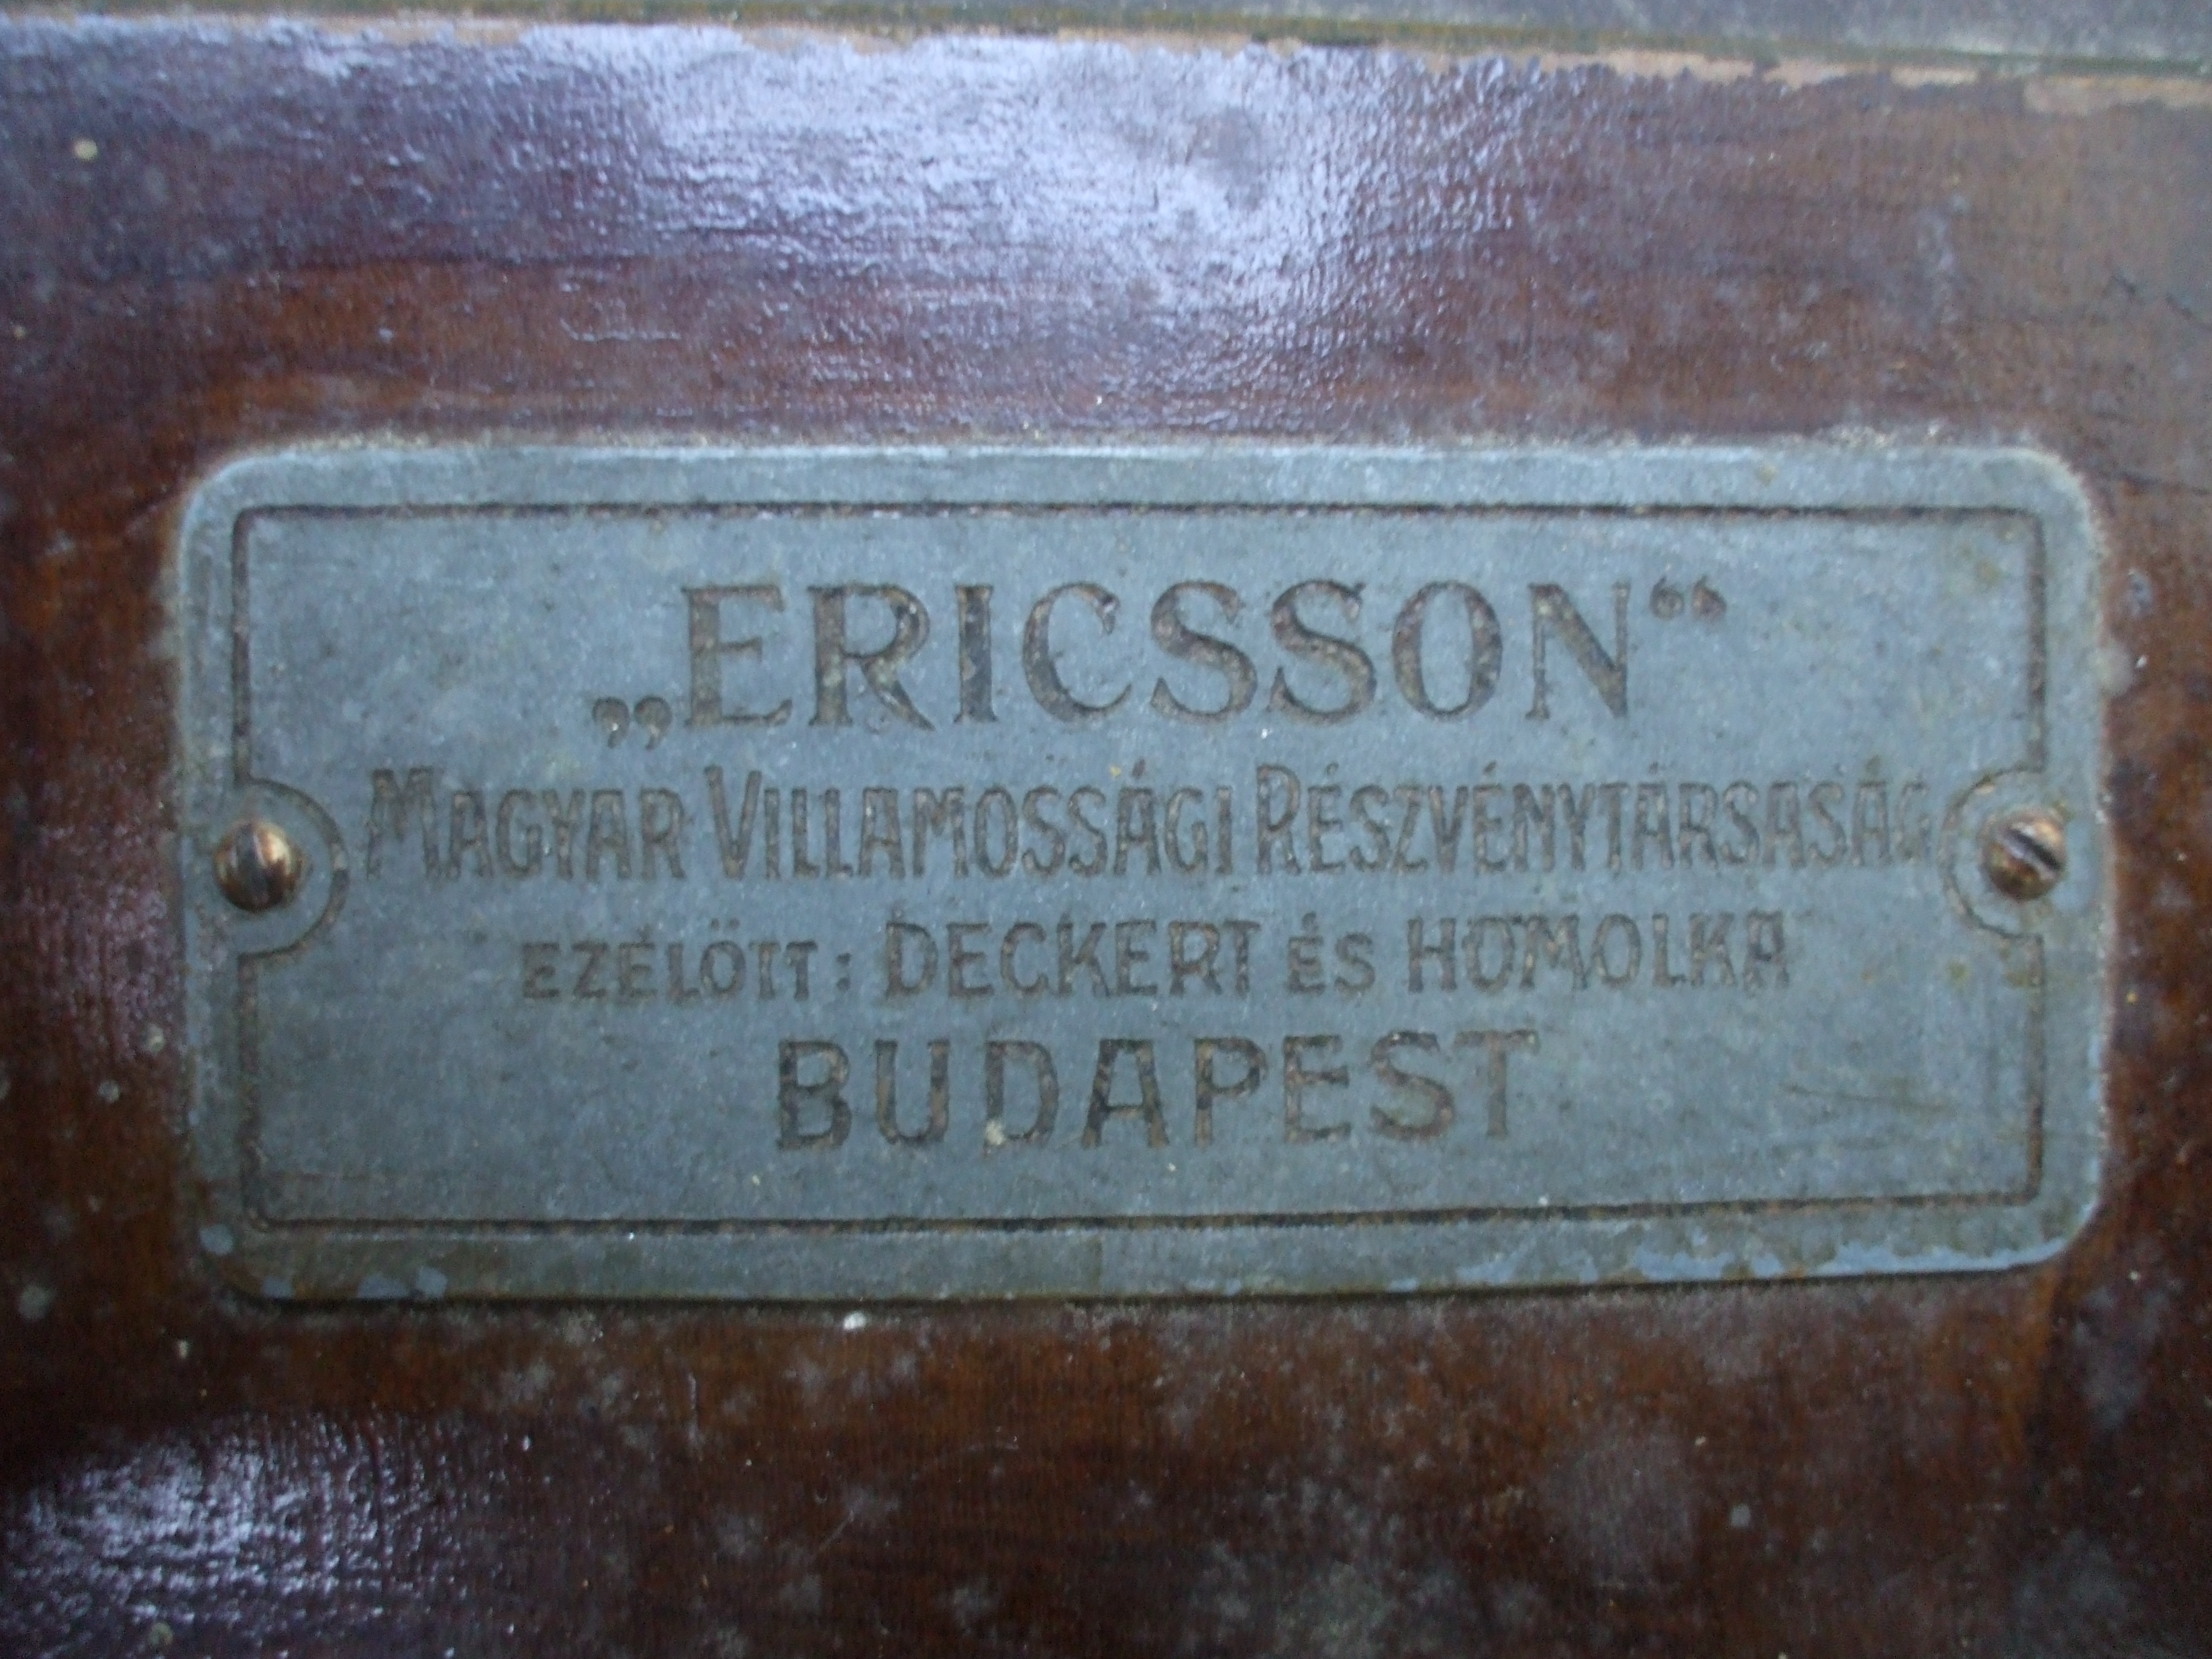 „ERICSSON“
MAGYAR VILLAMOSSÁGI RÉSZVÉNYTÁRSASÁG
EZELŐTT: DECKERT ÉS HOMOLKA
BUDAPEST